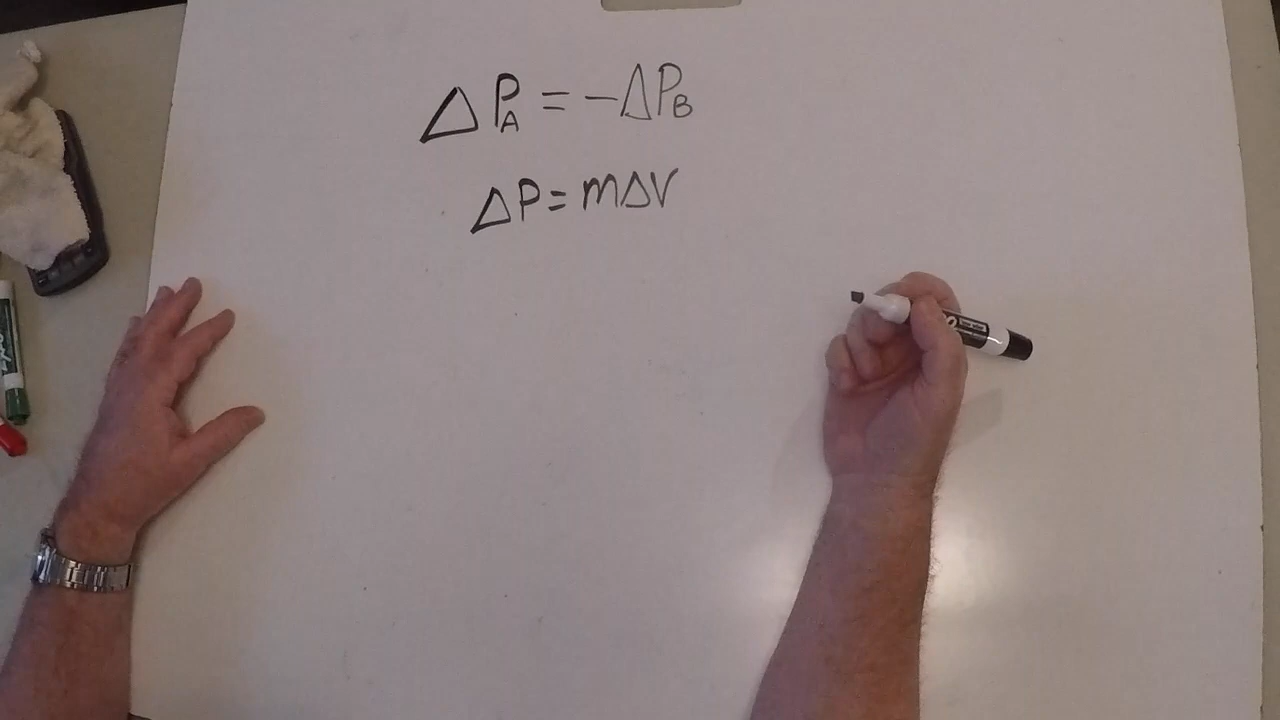 ΔP_A = -ΔP_B
ΔP = mΔV